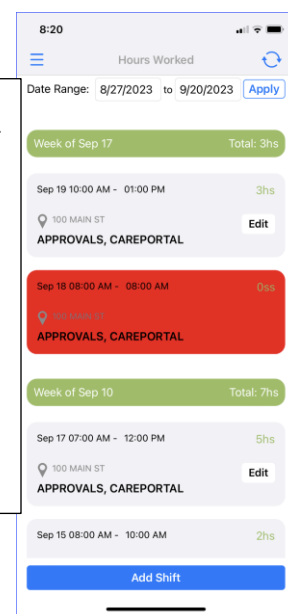 8:20
Hours Worked
Date Range: 8/27/2023 to 9/20/2023 Apply
Week of Sep 17 Total: 3hs
Sep 19 10:00 AM - 01:00 PM 3hs
100 MAIN ST Edit
APPROVALS, CAREPORTAL
Sep 18 08:00 AM - 08:00 AM 0ss
100 MAIN ST
APPROVALS, CAREPORTAL
Week of Sep 10 Total: 7hs
Sep 17 07:00 AM - 12:00 PM 5hs
100 MAIN ST Edit
APPROVALS, CAREPORTAL
Sep 15 08:00 AM - 10:00 AM 2hs
Add Shift